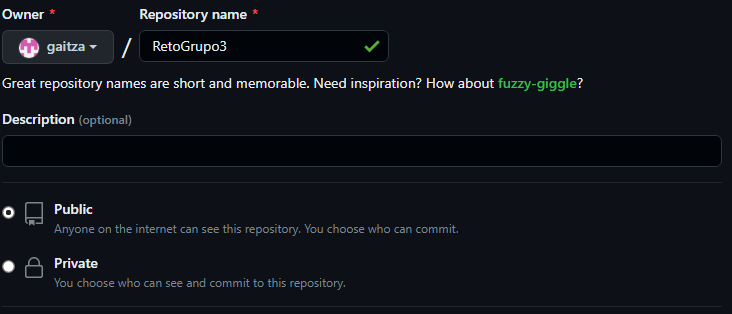 Owner * Repository name *
gaitza / RetoGrupo3
Great repository names are short and memorable. Need inspiration? How about fuzzy-giggle?
Description (optional)
Public
Anyone on the internet can see this repository. You choose who can commit.
Private
You choose who can see and commit to this repository.